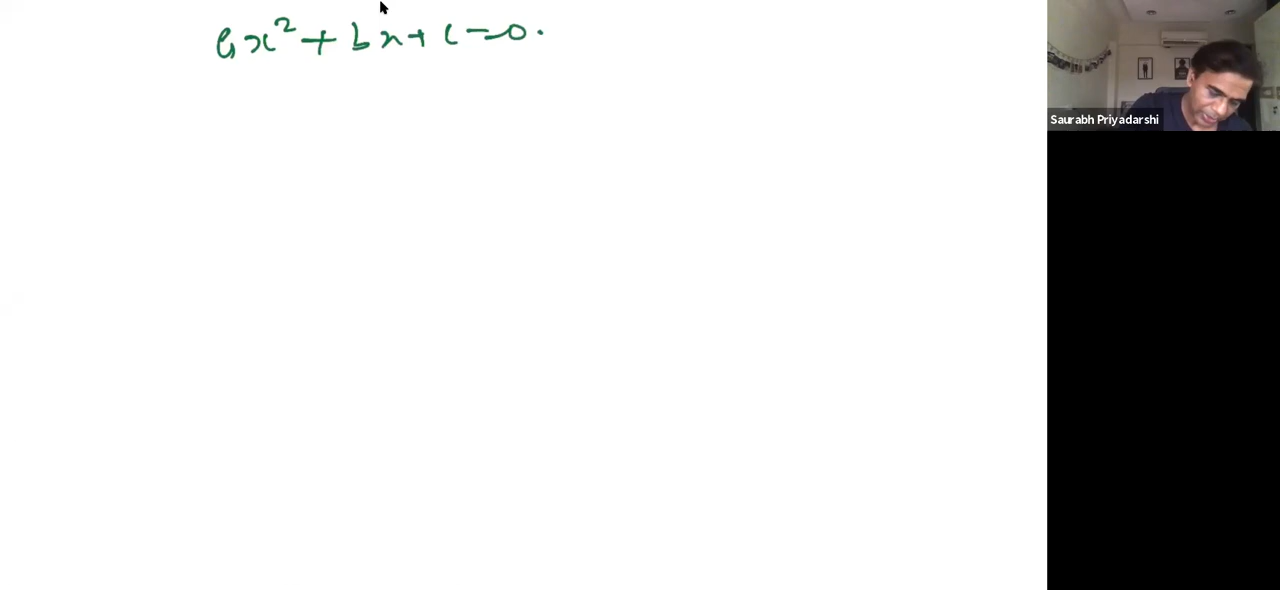 ax² + bx + c = 0.
Saurabh Priyadarshi